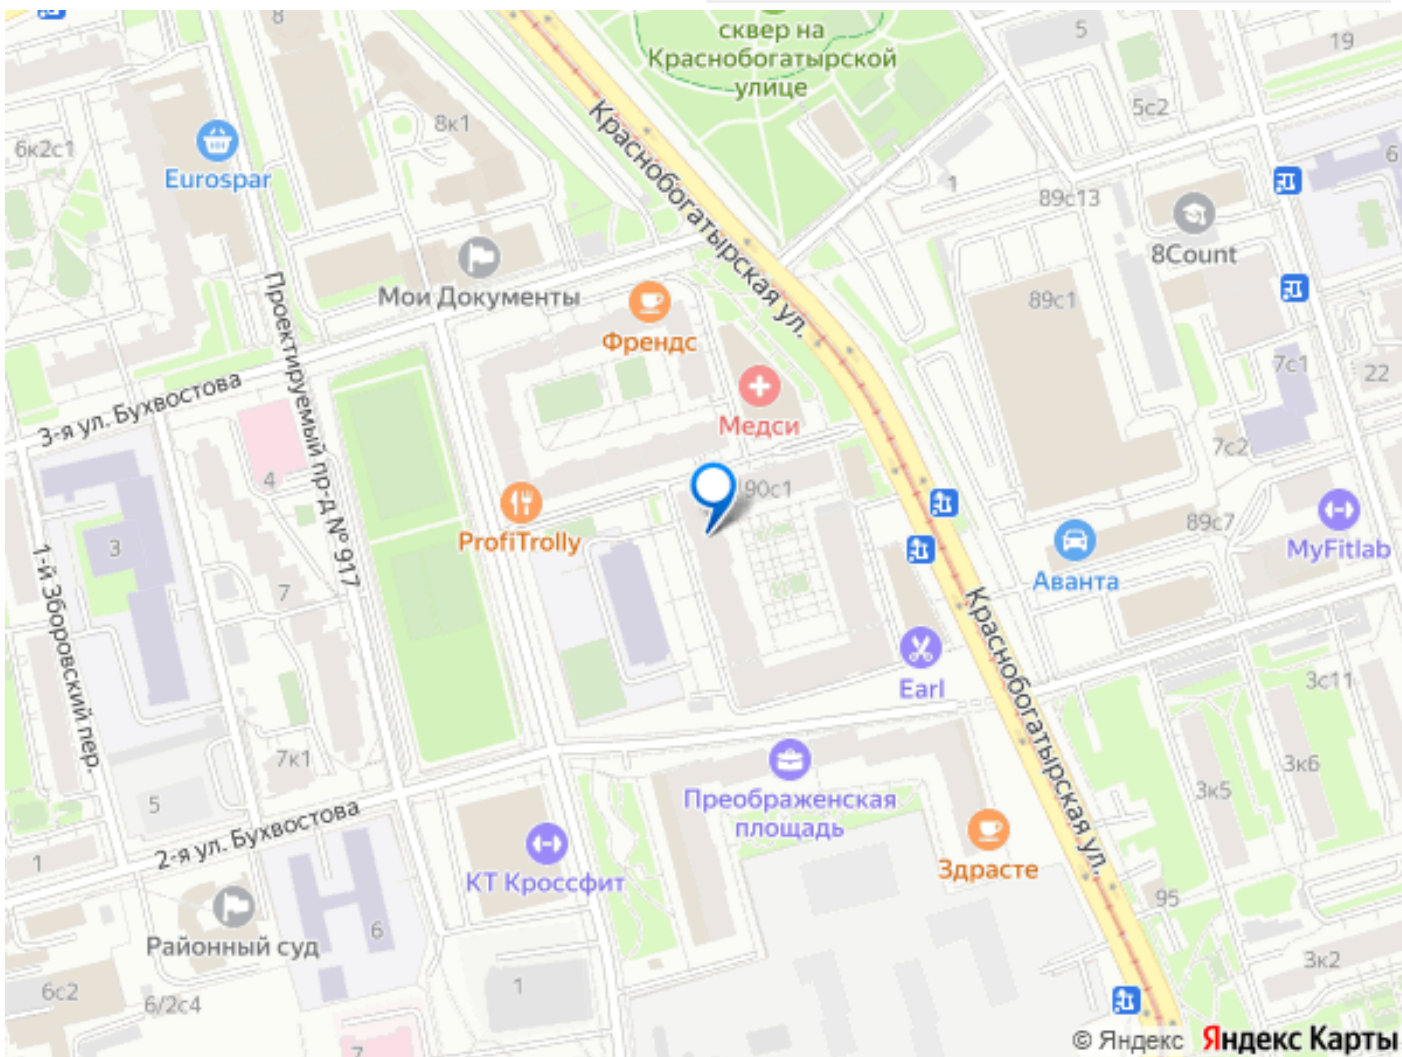 8
сквер на
Краснобогатырской
улице
5
19
6к2с1
8к1
5с2
6
Eurospar
Краснобогатырская ул.
1
89с13
8Count
Мои Документы
Проектируемый пр-д № 917
Френдс
89с1
7с1
22
3-я ул. Бухвостова
Медси
7с2
4
90с1
ProfiTrolly
89с7
MyFitlab
3
1-й Зборовский пер.
7
Аванта
Краснобогатырская ул.
Earl
3с11
7к1
Преображенская
площадь
3к6
3к5
5
2-я ул. Бухвостова
1
КТ Кроссфит
Здрасте
95
Районный суд
6
3к2
6с2
6/2с4
1
7
© Яндекс Яндекс Карты